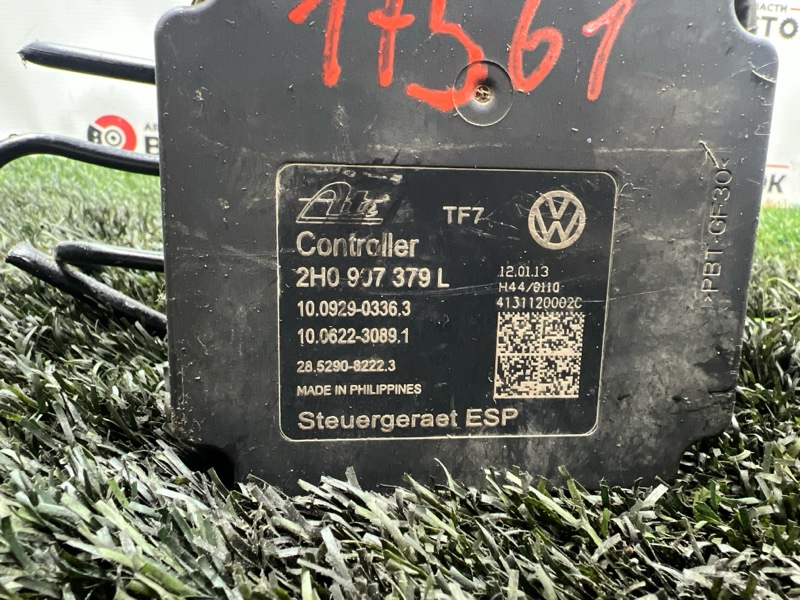 17561
Ate
TF7
Controller
2H0 907 379 L
10.0929-0336.3
10.0622-3089.1
28.5290-8222.3
MADE IN PHILIPPINES
Steuergeraet ESP
12.01.13
H44/0110
4131120002C
>PBT-GF30<